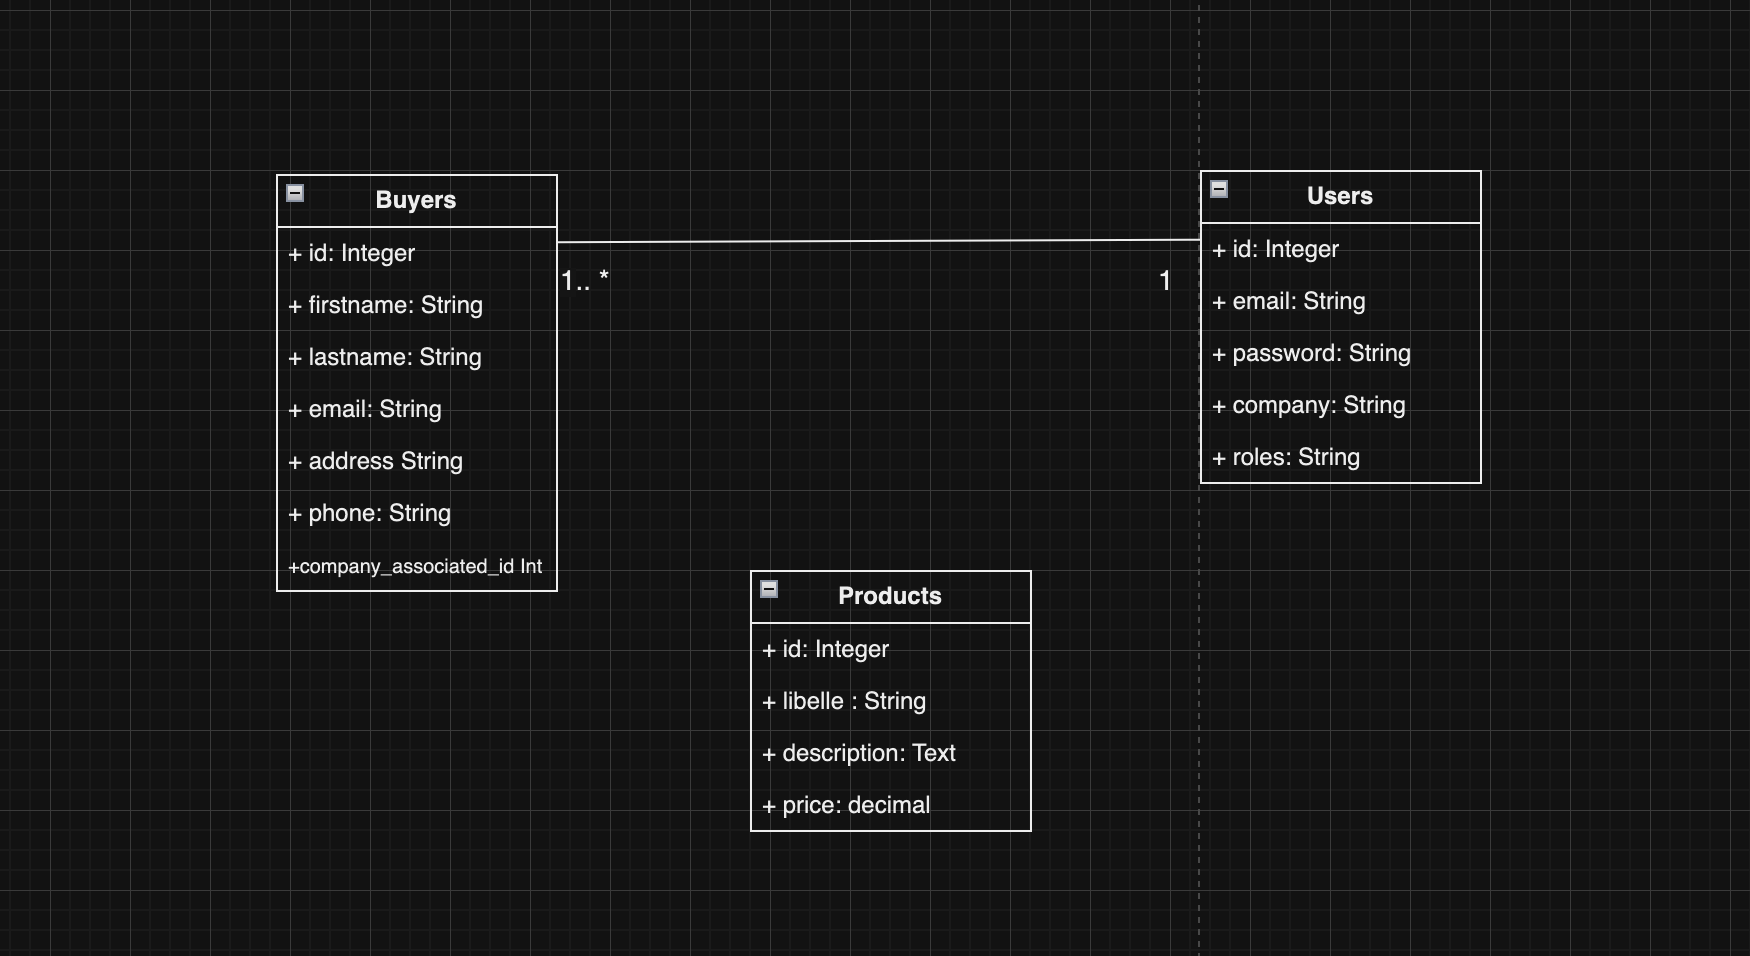 Buyers
+ id: Integer
+ firstname: String
+ lastname: String
+ email: String
+ address String
+ phone: String
+company_associated_id Int
1.. *
1
Users
+ id: Integer
+ email: String
+ password: String
+ company: String
+ roles: String
Products
+ id: Integer
+ libelle : String
+ description: Text
+ price: decimal